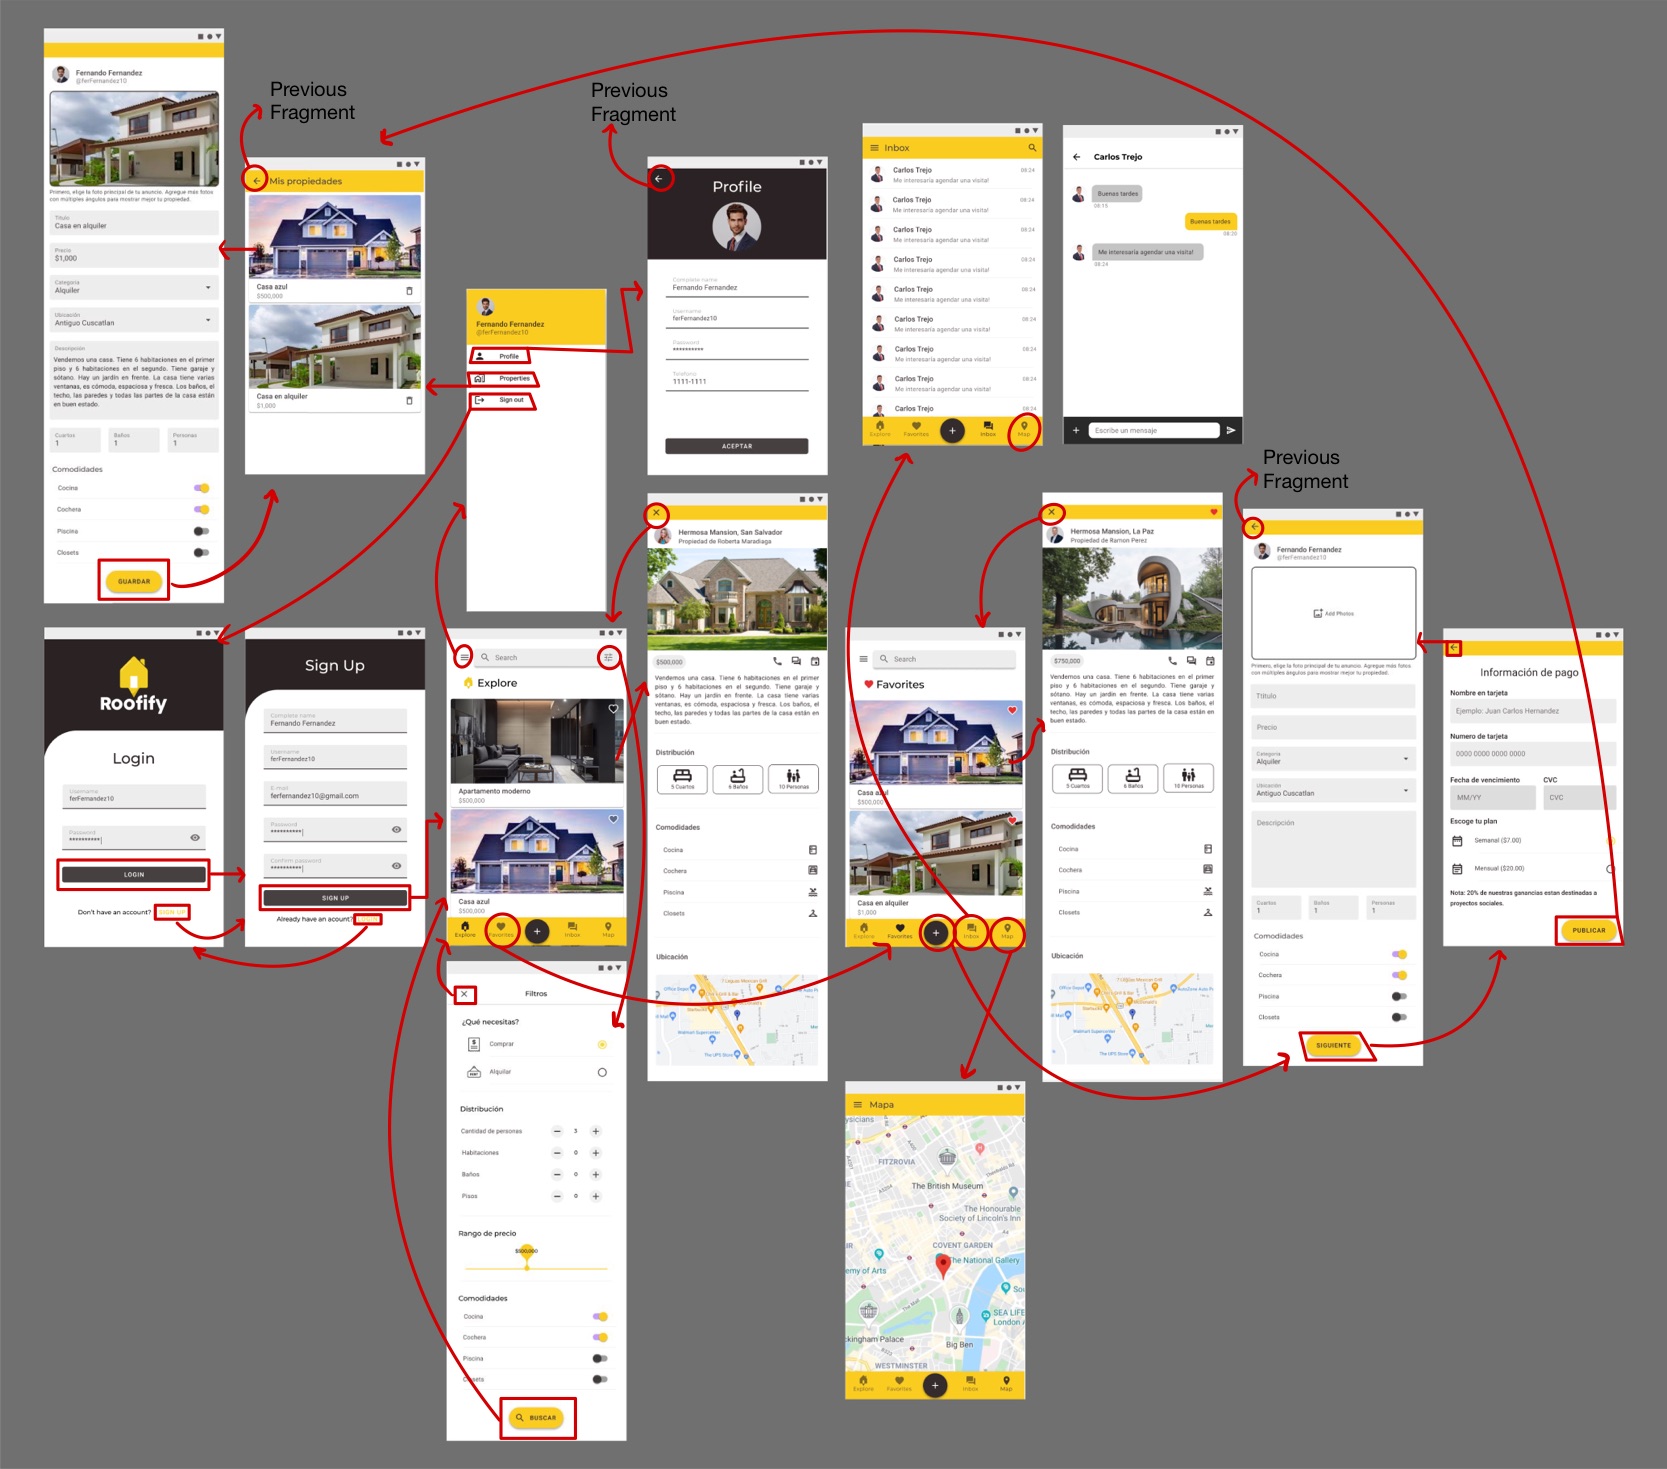 Fernando Fernandez
@ferFernandez10
Primero, elige la foto principal de tu anuncio. Agregue más fotos
con múltiples ángulos para mostrar mejor tu propiedad.
Título
Casa en alquiler
Precio
$1,000
Categoría
Alquiler
Ubicación
Antiguo Cuscatlan
Descripción
Vendemos una casa. Tiene 6 habitaciones en el primer
piso y 6 habitaciones en el segundo. Tiene garaje y
sótano. Hay un jardín en frente. La casa tiene varias
ventanas, es cómoda, espaciosa y fresca. Los baños, el
techo, las paredes y todas las partes de la casa están
en buen estado.
Cuartos
1
Baños
1
Personas
1
Comodidades
Cocina
Cochera
Piscina
Closets
GUARDAR
Previous
Fragment
Mis propiedades
Casa azul
$500,000
Casa en alquiler
$1,000
Fernando Fernandez
@ferFernandez10
Profile
Properties
Sign out
Previous
Fragment
Profile
Complete name
Fernando Fernandez
Username
ferFernandez10
Password
**********
Telefono
1111-1111
ACEPTAR
Inbox
Carlos Trejo
08:24
Me interesaría agendar una visita!
Carlos Trejo
08:24
Me interesaría agendar una visita!
Carlos Trejo
08:24
Me interesaría agendar una visita!
Carlos Trejo
08:24
Me interesaría agendar una visita!
Carlos Trejo
08:24
Me interesaría agendar una visita!
Carlos Trejo
08:24
Me interesaría agendar una visita!
Carlos Trejo
08:24
Me interesaría agendar una visita!
Carlos Trejo
08:24
Me interesaría agendar una visita!
Carlos Trejo
08:24
Explore
Favorites
Inbox
Map
Carlos Trejo
Buenas tardes
08:15
Buenas tardes
08:20
Me interesaría agendar una visita!
08:24
Escribe un mensaje
Roofify
Login
Username
ferFernandez10
Password
**********
LOGIN
Don't have an account? SIGN UP
Sign Up
Complete name
Fernando Fernandez
Username
ferFernandez10
E-mail
ferfernandez10@gmail.com
Password
**********
Confirm password
**********
SIGN UP
Already have an acount?
Search
Explore
Apartamento moderno
$500,000
Casa azul
$500,000
Explore
Favorites
Inbox
Map
Filtros
¿Qué necesitas?
Comprar
Alquilar
Distribución
Cantidad de personas
3
Habitaciones
0
Baños
0
Pisos
0
Rango de precio
$500,000
Comodidades
Cocina
Cochera
Piscina
Closets
BUSCAR
Hermosa Mansion, San Salvador
Propiedad de Roberta Maradiaga
$500,000
Vendemos una casa. Tiene 6 habitaciones en el primer
piso y 6 habitaciones en el segundo. Tiene garaje y
sótano. Hay un jardín en frente. La casa tiene varias
ventanas, es cómoda, espaciosa y fresca. Los baños, el
techo, las paredes y todas las partes de la casa están en
buen estado.
Distribución
5 Cuartos
6 Baños
10 Personas
Comodidades
Cocina
Cochera
Piscina
Closets
Ubicación
Office Depot
Starbucks
Walmart Supercenter
The UPS Store
Search
Favorites
Casa azul
$500,000
Casa en alquiler
$1,000
Explore
Favorites
Inbox
Map
Hermosa Mansion, La Paz
Propiedad de Ramon Perez
$750,000
Vendemos una casa. Tiene 6 habitaciones en el primer
piso y 6 habitaciones en el segundo. Tiene garaje y
sótano. Hay un jardín en frente. La casa tiene varias
ventanas, es cómoda, espaciosa y fresca. Los baños, el
techo, las paredes y todas las partes de la casa están en
buen estado.
Distribución
5 Cuartos
6 Baños
10 Personas
Comodidades
Cocina
Cochera
Piscina
Closets
Ubicación
Office Depot
AutoZone Auto Pa
Starbucks
Walmart Supercenter
The UPS Store
Mapa
ysicians
FITZROVIA
The British Museum
The Honourable
Society of Lincoln's Inn
COVENT GARDEN
The National Gallery
emy of Arts
The Mall
SEA LIFE
London A
ckingham Palace
Big Ben
WESTMINSTER
Explore
Favorites
Inbox
Map
Previous
Fragment
Fernando Fernandez
@ferFernandez10
Add Photos
Primero, elige la foto principal de tu anuncio. Agregue más fotos
con múltiples ángulos para mostrar mejor tu propiedad.
Título
Precio
Categoría
Alquiler
Ubicación
Antiguo Cuscatlan
Descripción
Cuartos
1
Baños
1
Personas
1
Comodidades
Cocina
Cochera
Piscina
Closets
SIGUIENTE
Información de pago
Nombre en tarjeta
Ejemplo: Juan Carlos Hernandez
Numero de tarjeta
0000 0000 0000 0000
Fecha de vencimiento
CVC
MM/YY
CVC
Escoge tu plan
Semanal ($7.00)
Mensual ($20.00)
Nota: 20% de nuestras ganancias estan destinadas a
proyectos sociales.
PUBLICAR